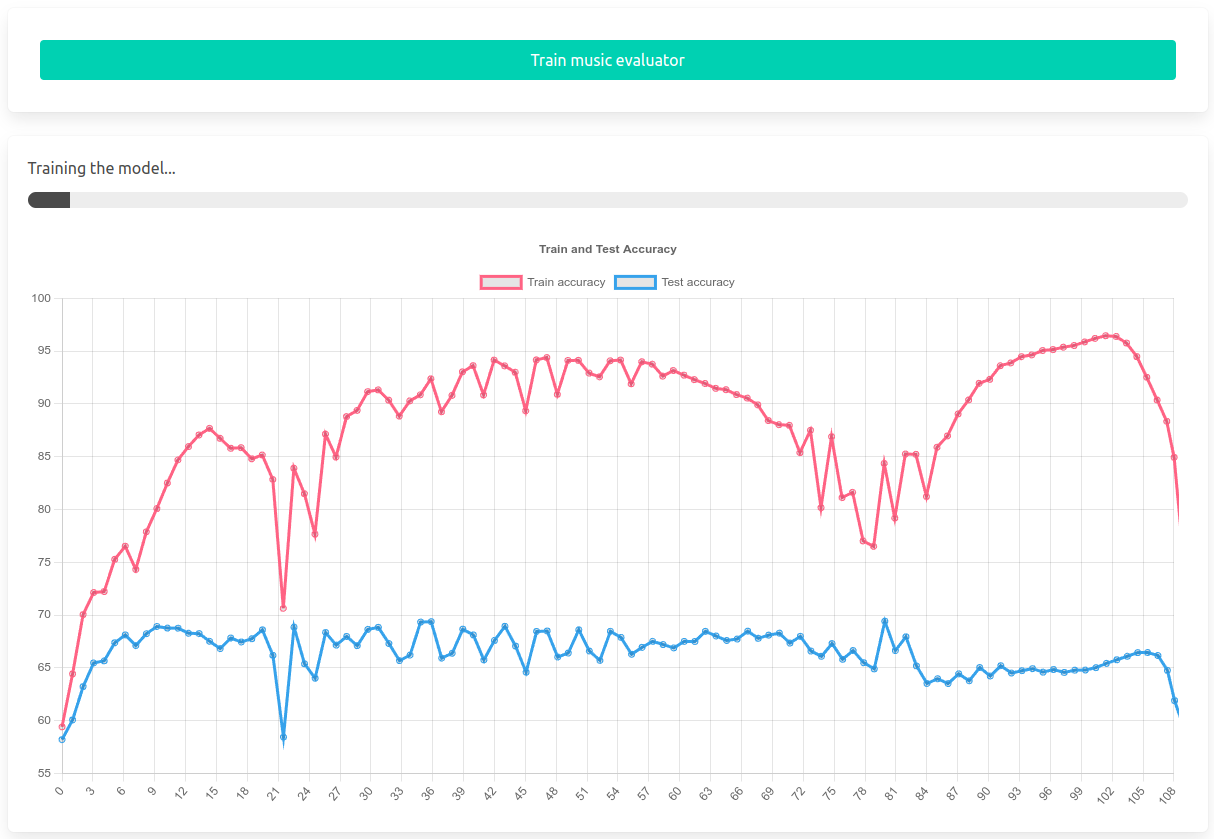 Train music evaluator
Training the model...
Train and Test Accuracy
Train accuracy Test accuracy
100
95
90
85
80
75
70
65
60
55
0 3 6 9 12 15 18 21 24 27 30 33 36 39 42 45 48 51 54 57 60 63 66 69 72 75 78 81 84 87 90 93 96 99 102 105 108